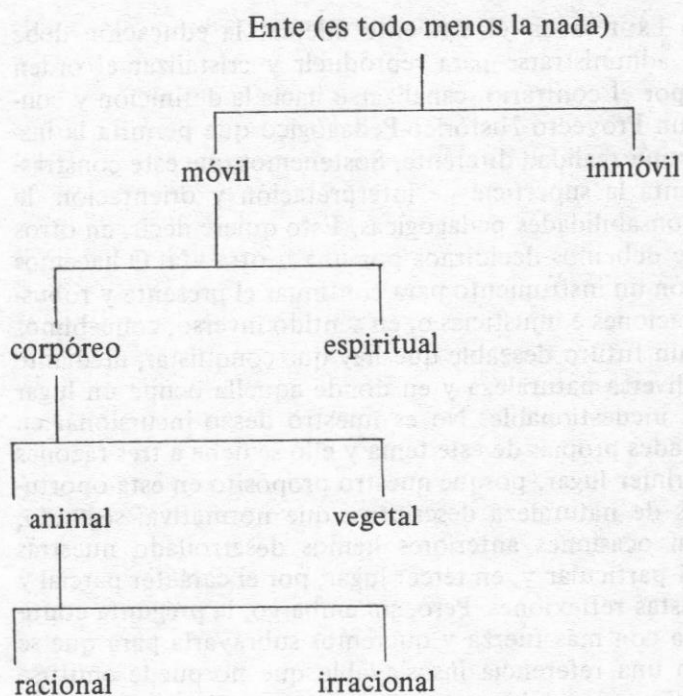 Ente (es todo menos la nada)
móvil inmóvil
corpóreo espiritual
animal vegetal
racional irracional